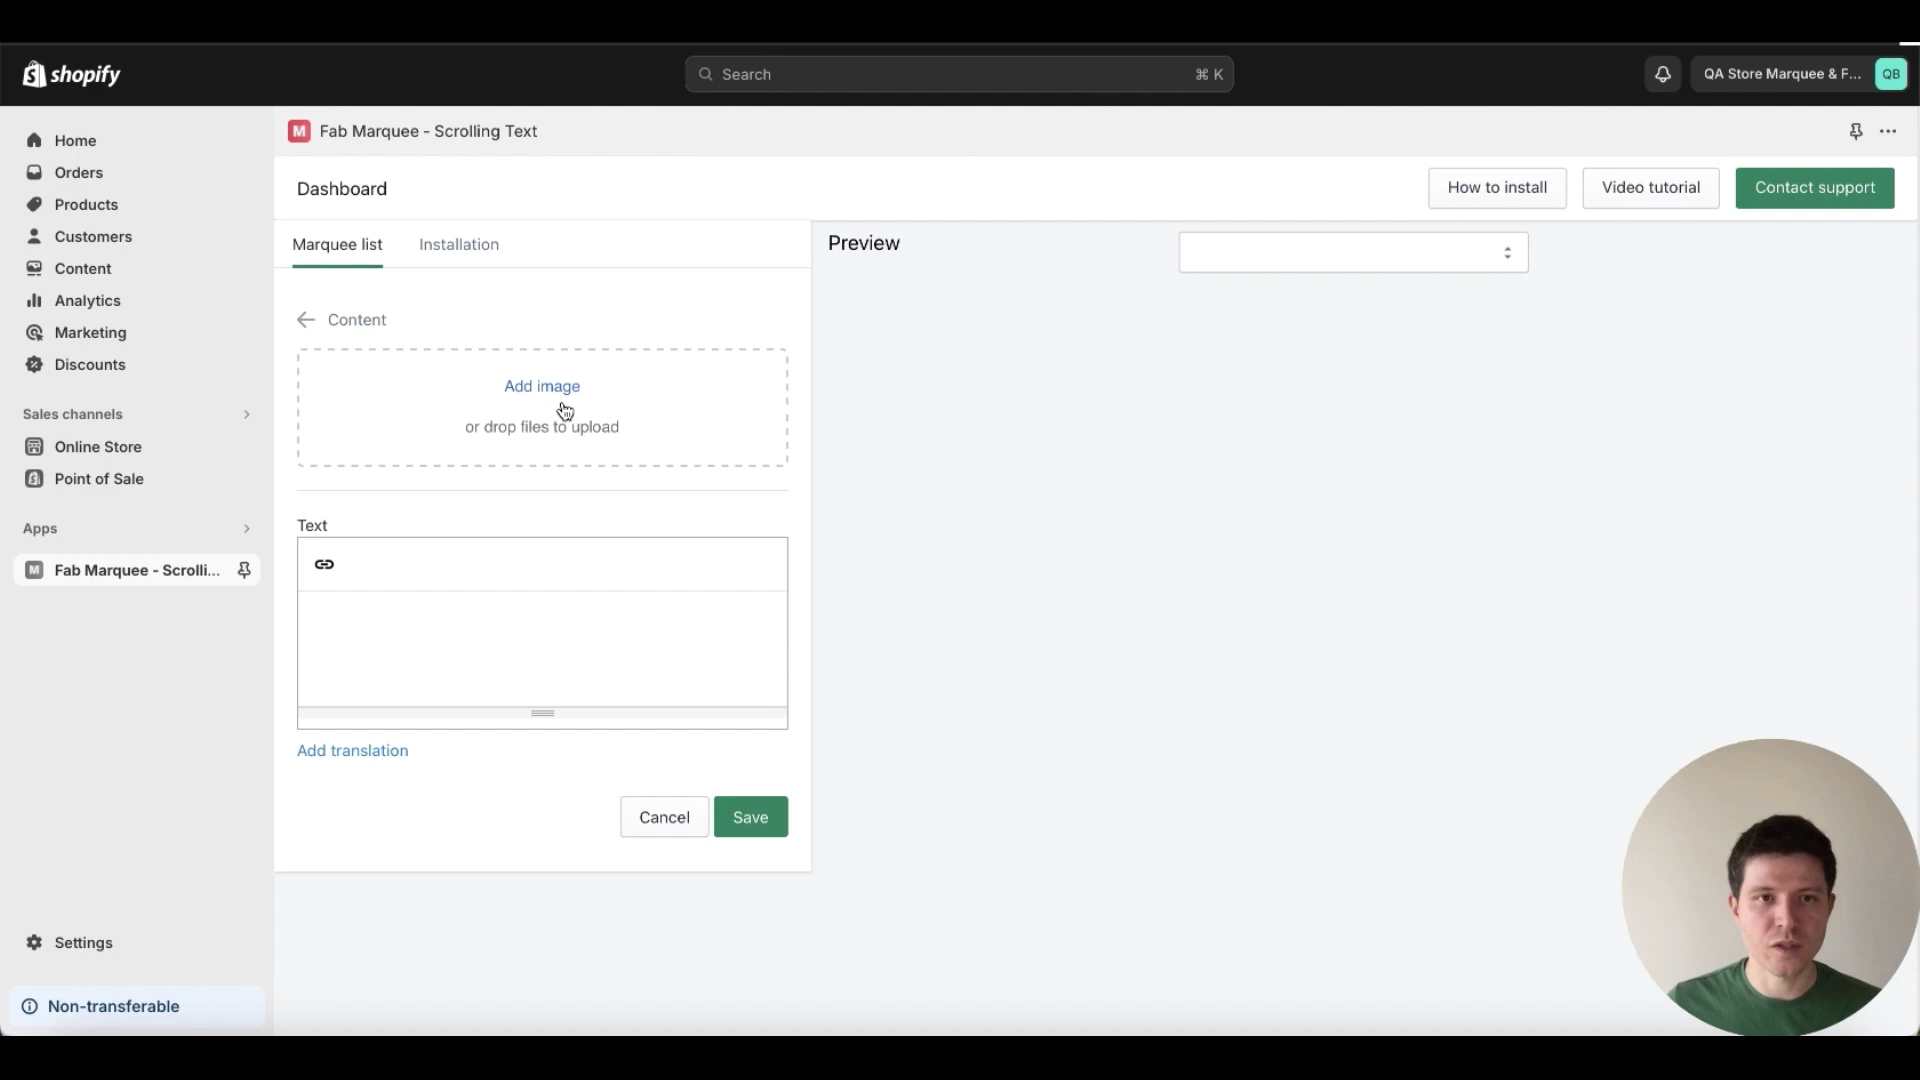 shopify
Search
⌘ K
QA Store Marquee & F...
QB
Home
Orders
Products
Customers
Content
Analytics
Marketing
Discounts
Sales channels
Online Store
Point of Sale
Apps
M Fab Marquee - Scrolli...
Settings
Non-transferable
M Fab Marquee - Scrolling Text
Dashboard
How to install
Video tutorial
Contact support
Marquee list
Installation
Content
Add image
or drop files to upload
Text
Add translation
Cancel
Save
Preview